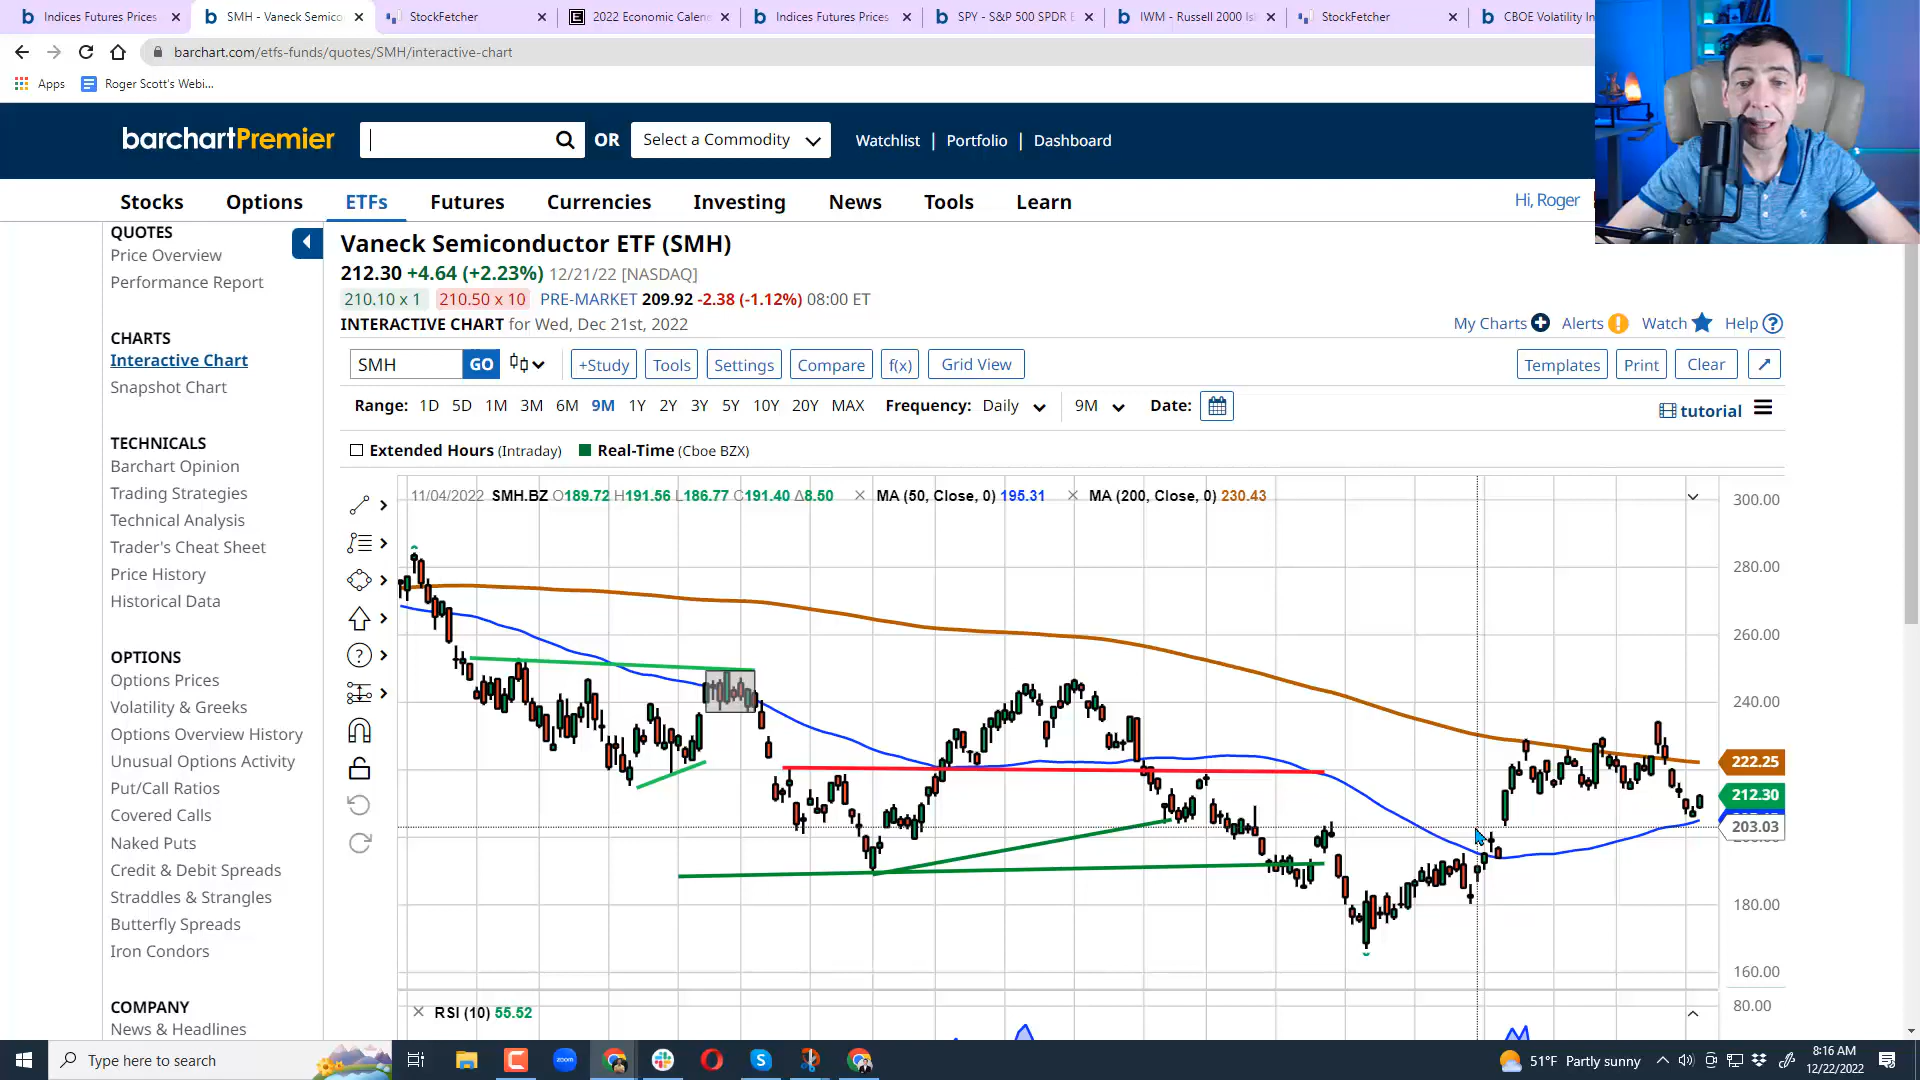 Indices Futures Prices
SMH - Vaneck Semico
StockFetcher
2022 Economic Calen
Indices Futures Prices
SPY - S&P 500 SPDR E
IWM - Russell 2000 Is
StockFetcher
CBOE Volatility In
barchart.com/etfs-funds/quotes/SMH/interactive-chart
Apps
Roger Scott's Webi...
barchartPremier
OR
Select a Commodity
Watchlist | Portfolio | Dashboard
Stocks Options ETFs Futures Currencies Investing News Tools Learn
Hi, Roger
QUOTES
Price Overview
Performance Report
CHARTS
Interactive Chart
Snapshot Chart
TECHNICALS
Barchart Opinion
Trading Strategies
Technical Analysis
Trader's Cheat Sheet
Price History
Historical Data
OPTIONS
Options Prices
Volatility & Greeks
Options Overview History
Unusual Options Activity
Put/Call Ratios
Covered Calls
Naked Puts
Credit & Debit Spreads
Straddles & Strangles
Butterfly Spreads
Iron Condors
COMPANY
News & Headlines
Vaneck Semiconductor ETF (SMH)
212.30 +4.64 (+2.23%) 12/21/22 [NASDAQ]
210.10 x 1 210.50 x 10 PRE-MARKET 209.92 -2.38 (-1.12%) 08:00 ET
INTERACTIVE CHART for Wed, Dec 21st, 2022
My Charts Alerts Watch Help
SMH GO +Study Tools Settings Compare f(x) Grid View
Templates Print Clear
Range: 1D 5D 1M 3M 6M 9M 1Y 2Y 3Y 5Y 10Y 20Y MAX Frequency: Daily 9M Date:
tutorial
Extended Hours (Intraday) Real-Time (Cboe BZX)
11/04/2022 SMH.BZ O189.72 H191.56 L186.77 C191.40 Δ8.50 MA (50, Close, 0) 195.31 MA (200, Close, 0) 230.43
300.00
280.00
260.00
240.00
222.25
212.30
203.03
180.00
160.00
80.00
RSI (10) 55.52
Type here to search
zoom
51°F Partly sunny
8:16 AM
12/22/2022